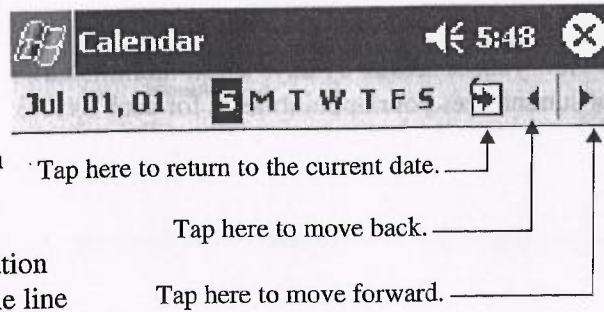 Calendar 5:48
Jul 01, 01 S M T W T F S
Tap here to return to the current date.
Tap here to move back.
Tap here to move forward.
line